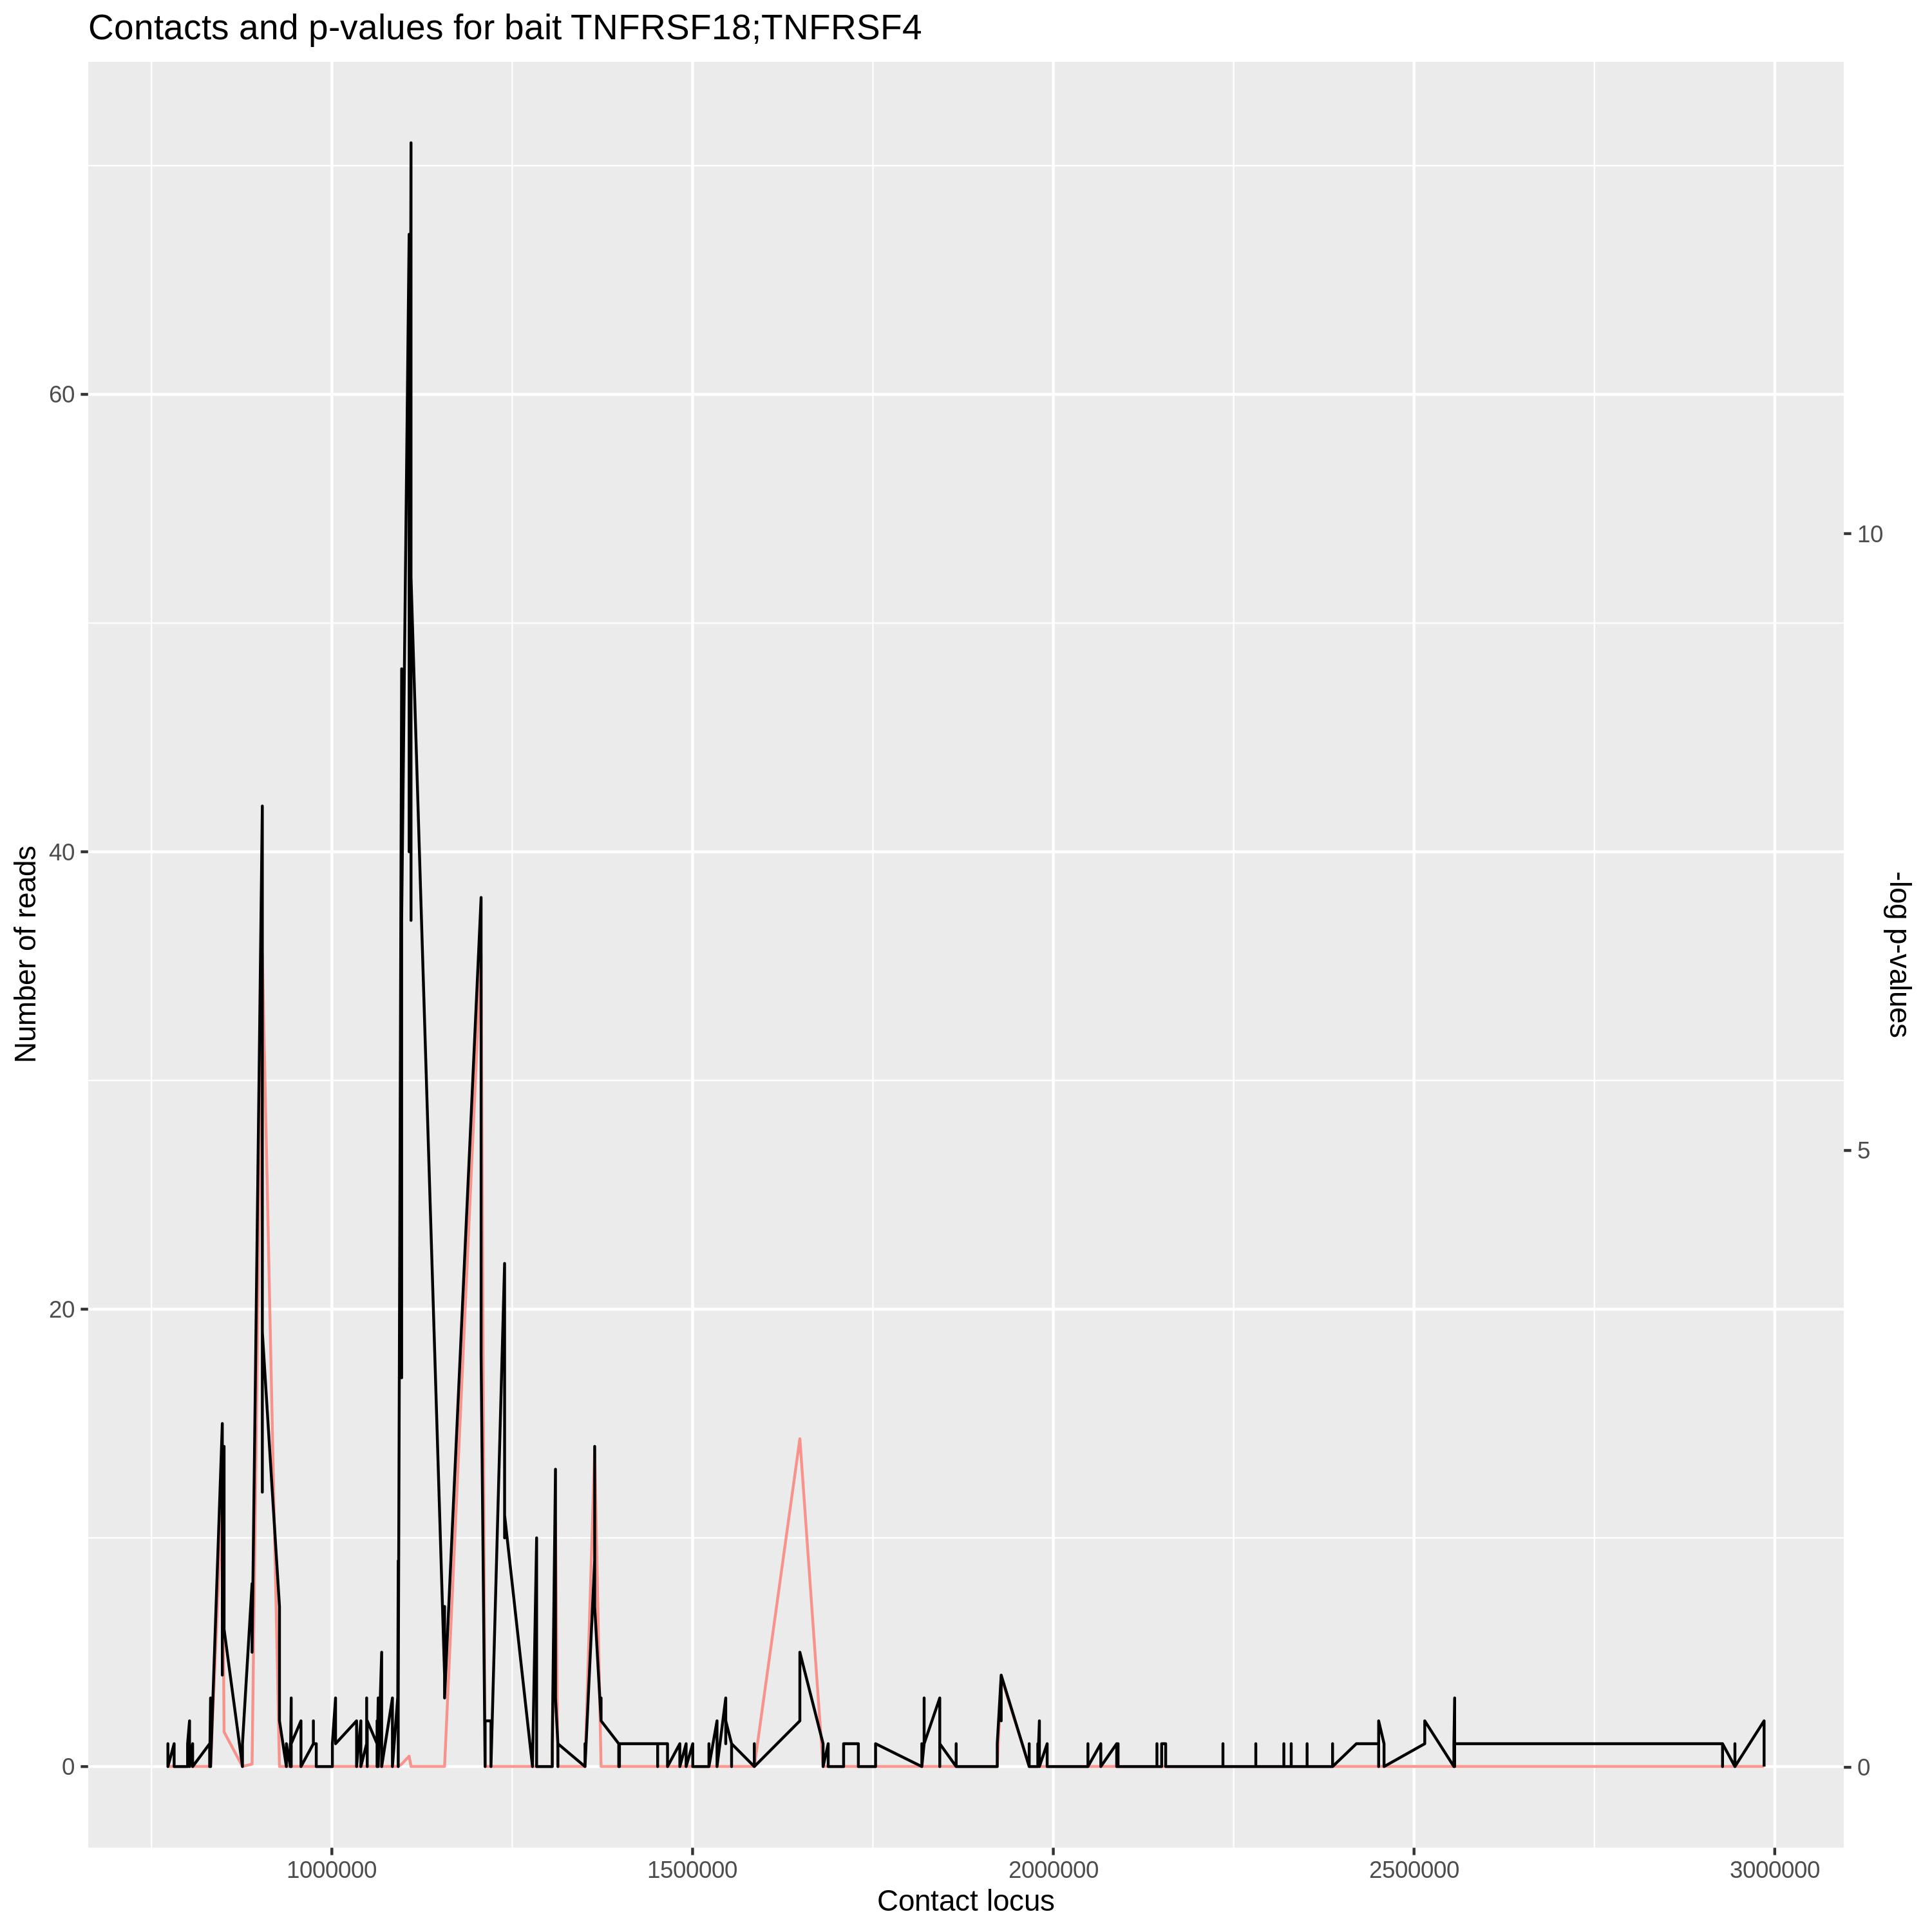 Contacts and p-values for bait TNFRSF18;TNFRSF4
60
40
20
0
Number of reads
10
5
0
-log p-values
1000000 1500000 2000000 2500000 3000000
Contact locus